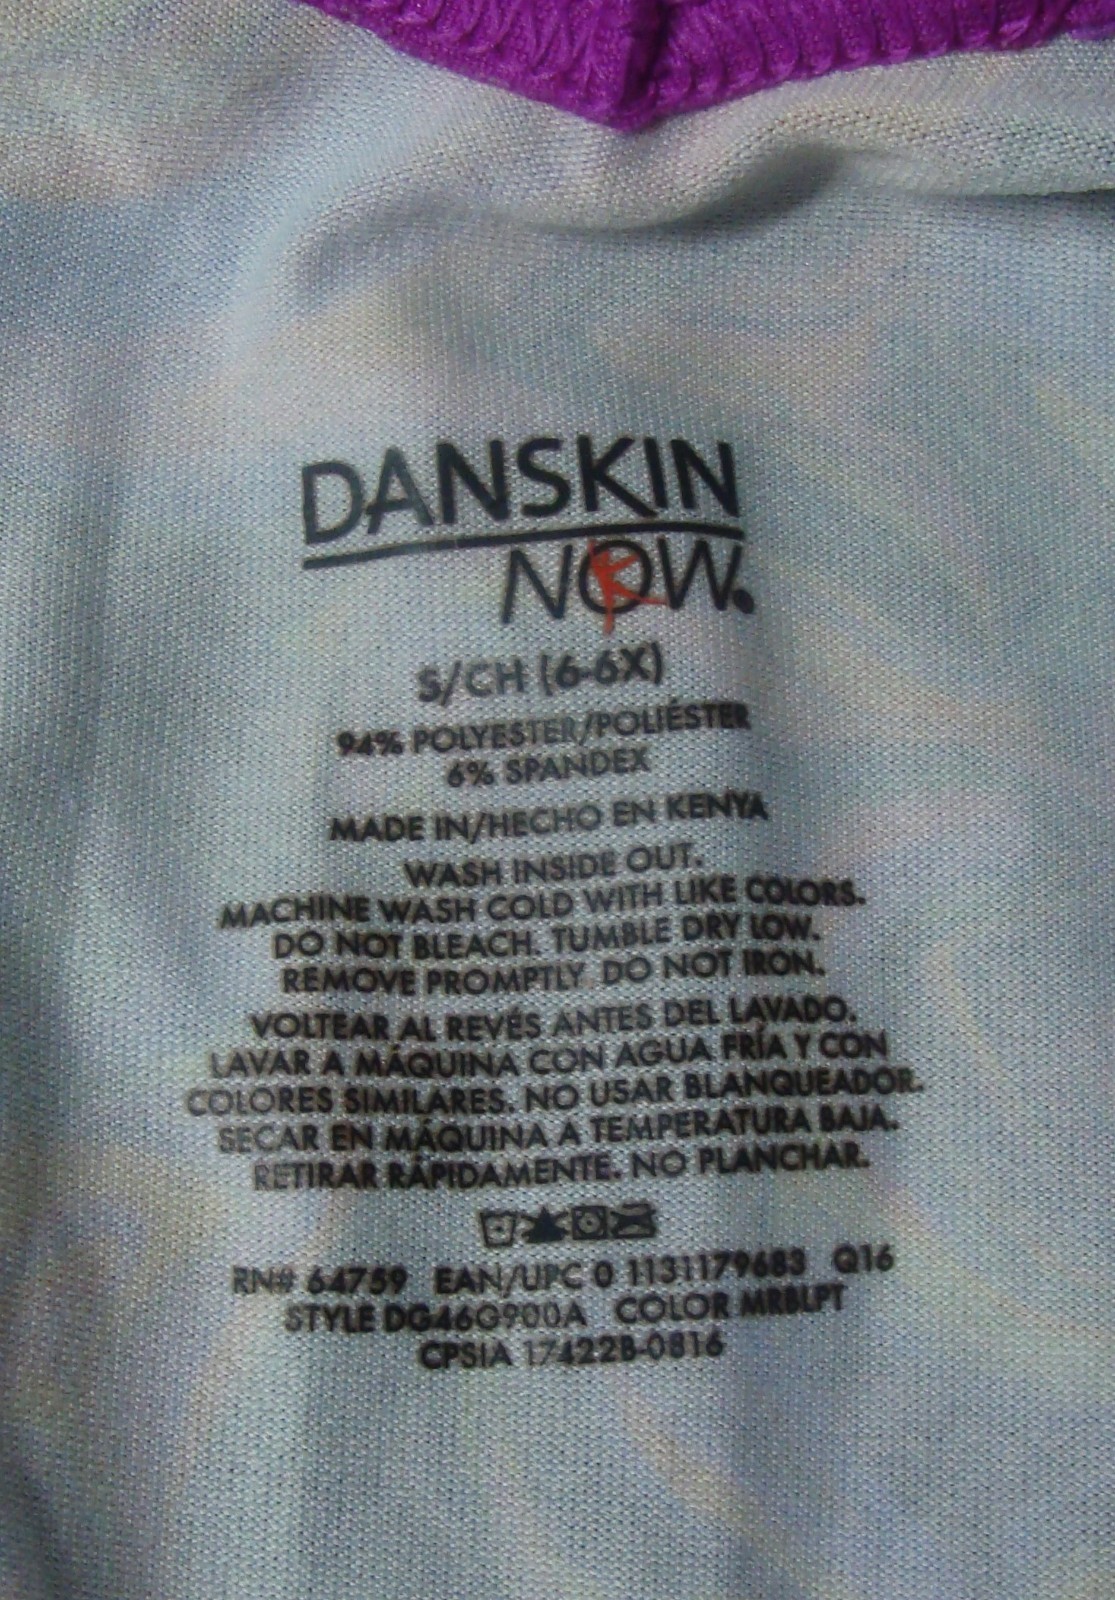 DANSKIN
NOW.
S/CH (6-6X)
94% POLYESTER/POLIÉSTER
6% SPANDEX
MADE IN/HECHO EN KENYA
WASH INSIDE OUT.
MACHINE WASH COLD WITH LIKE COLORS.
DO NOT BLEACH. TUMBLE DRY LOW.
REMOVE PROMPTLY. DO NOT IRON.
VOLTEAR AL REVÉS ANTES DEL LAVADO.
LAVAR A MÁQUINA CON AGUA FRÍA Y CON
COLORES SIMILARES. NO USAR BLANQUEADOR.
SECAR EN MÁQUINA A TEMPERATURA BAJA.
RETIRAR RÁPIDAMENTE. NO PLANCHAR.
RN# 64759 EAN/UPC 0 1131179683 Q16
STYLE DG46G900A COLOR MRBLPT
CPSIA 17422B-0816